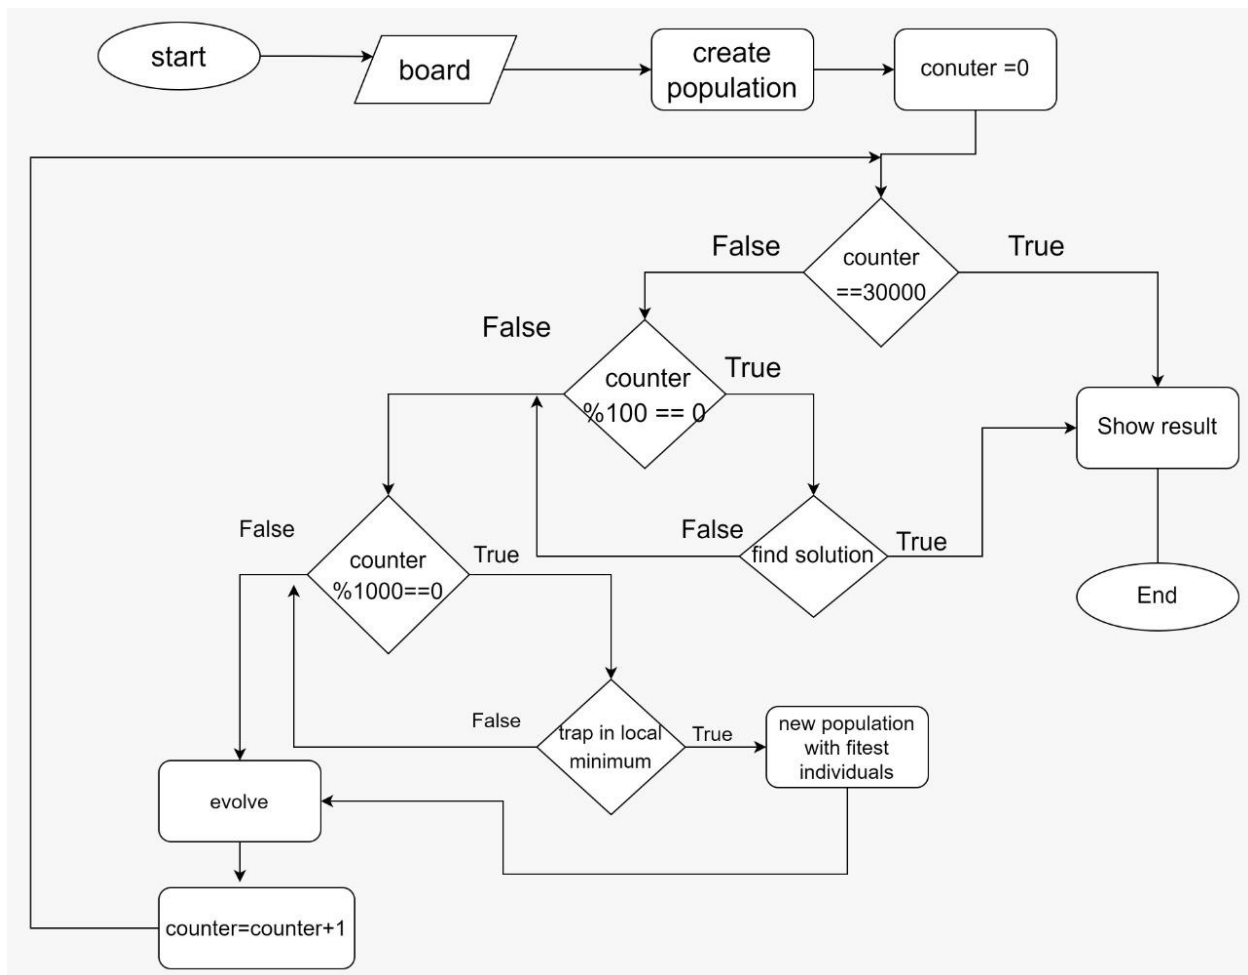 start
board
create
population
conuter =0
False
True
counter
==30000
False
True
counter
%100 == 0
Show result
False
True
find solution
False
True
counter
%1000==0
End
False
True
trap in local
minimum
new population
with fitest
individuals
evolve
counter=counter+1